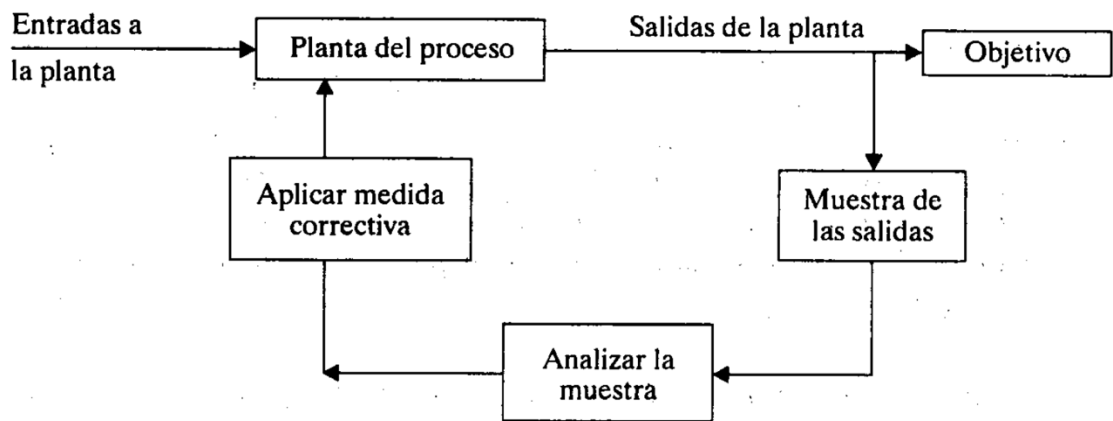 Entradas a
la planta
Planta del proceso
Salidas de la planta
Objetivo
Aplicar medida
correctiva
Muestra de
las salidas
Analizar la
muestra